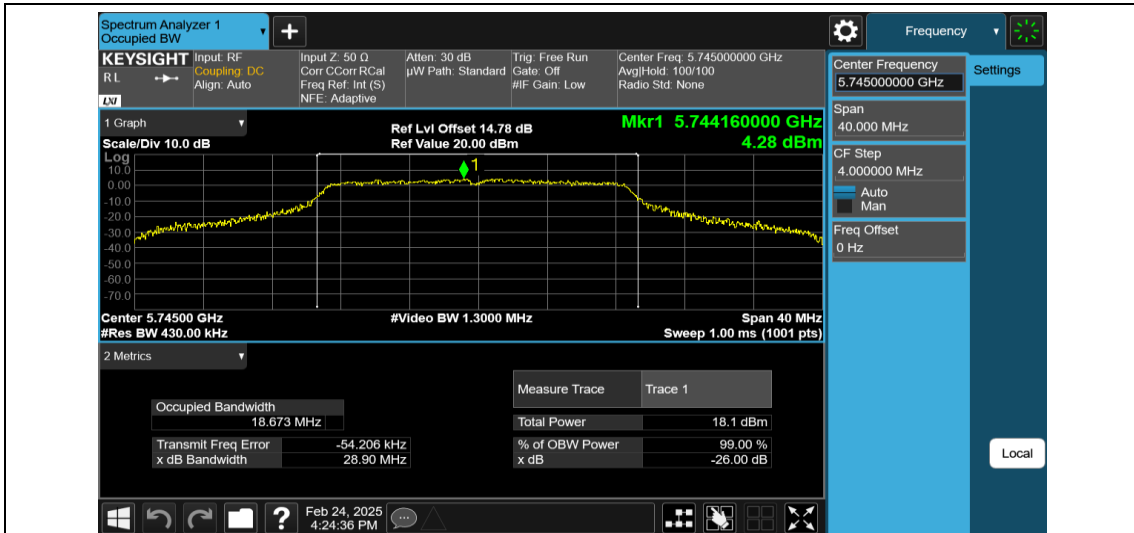 Spectrum Analyzer 1
Occupied BW
Frequency
KEYSIGHT
R L
LXI
Input: RF
Coupling: DC
Align: Auto
Input Z: 50 Ω
Corr CCorr RCal
Freq Ref: Int (S)
NFE: Adaptive
Atten: 30 dB
µW Path: Standard
Trig: Free Run
Gate: Off
#IF Gain: Low
Center Freq: 5.745000000 GHz
Avg|Hold: 100/100
Radio Std: None
Center Frequency
5.745000000 GHz
Settings
Span
40.000 MHz
CF Step
4.000000 MHz
Auto
Man
Freq Offset
0 Hz
Local
1 Graph
Scale/Div 10.0 dB
Ref Lvl Offset 14.78 dB
Ref Value 20.00 dBm
Mkr1 5.744160000 GHz
4.28 dBm
Log
1
10.0
0.00
-10.0
-20.0
-30.0
-40.0
-50.0
-60.0
-70.0
Center 5.74500 GHz
#Video BW 1.3000 MHz
Span 40 MHz
#Res BW 430.00 kHz
Sweep 1.00 ms (1001 pts)
2 Metrics
Measure Trace Trace 1
Occupied Bandwidth
18.673 MHz
Total Power 18.1 dBm
Transmit Freq Error -54.206 kHz
% of OBW Power 99.00 %
x dB Bandwidth 28.90 MHz
x dB -26.00 dB
Feb 24, 2025
4:24:36 PM